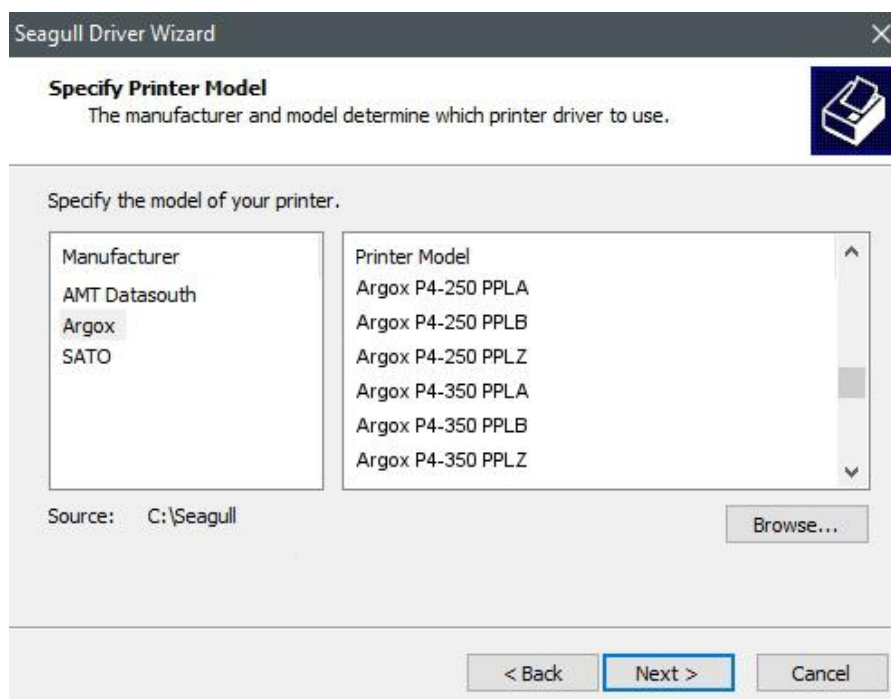 Seagull Driver Wizard
Specify Printer Model
The manufacturer and model determine which printer driver to use.
Specify the model of your printer.
Manufacturer
AMT Datasouth
Argox
SATO
Printer Model
Argox P4-250 PPLA
Argox P4-250 PPLB
Argox P4-250 PPLZ
Argox P4-350 PPLA
Argox P4-350 PPLB
Argox P4-350 PPLZ
Source: C:\Seagull
Browse...
< Back
Next >
Cancel